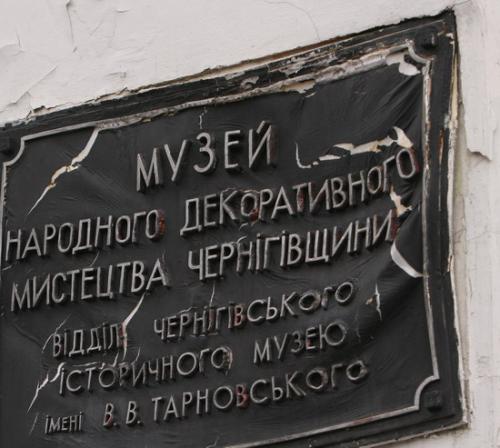 МУЗЕЙ
НАРОДНОГО ДЕКОРАТИВНОГО
МИСТЕЦТВА ЧЕРНІГІВЩИНИ
ВІДДІЛ ЧЕРНІГІВСЬКОГО
ІСТОРИЧНОГО МУЗЕЮ
ІМЕНІ В. В. ТАРНОВСЬКОГО